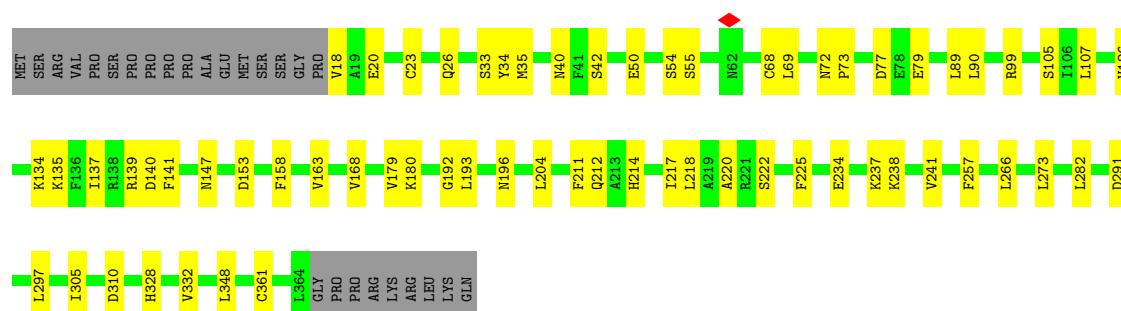 MET SER ARG VAL PRO SER PRO PRO PRO PRO ALA GLU MET SER SER GLY PRO V18 A19 E20 C23 Q26 S33 Y34 M35 N40 F41 S42 E50 S54 S55 N62 C68 L69 N72 P73 D77 E78 E79 L89 L90 R99 S105 I106 L107
K134 K135 F136 I137 R138 R139 D140 F141 N147 D153 F158 V163 V168 V179 K180 G192 L193 N196 L204 F211 Q212 A213 H214 I217 L218 A219 A220 R221 S222 F225 E234 K237 K238 V241 F257 L266 L273 L282 D291
L297 I305 D310 H328 V332 L348 C361 L364 GLY PRO PRO ARG LYS ARG LEU LYS GLN